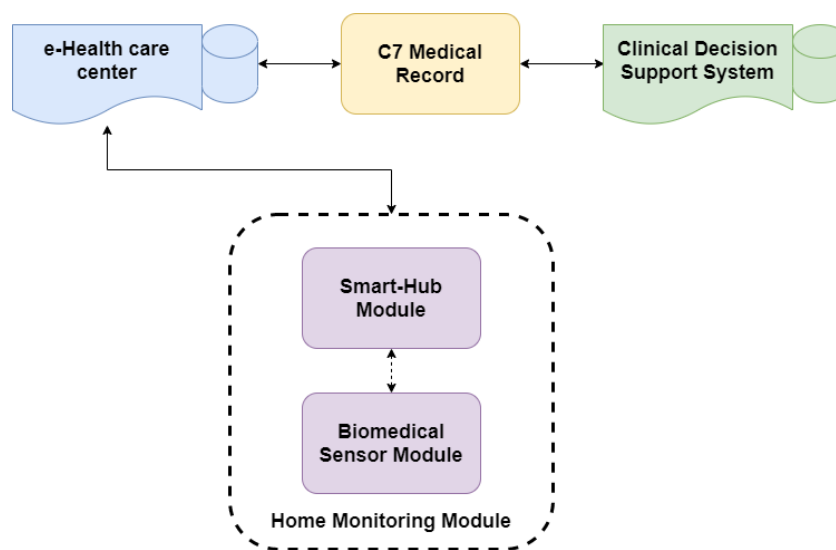 e-Health care
center
C7 Medical
Record
Clinical Decision
Support System
Smart-Hub
Module
Biomedical
Sensor Module
Home Monitoring Module